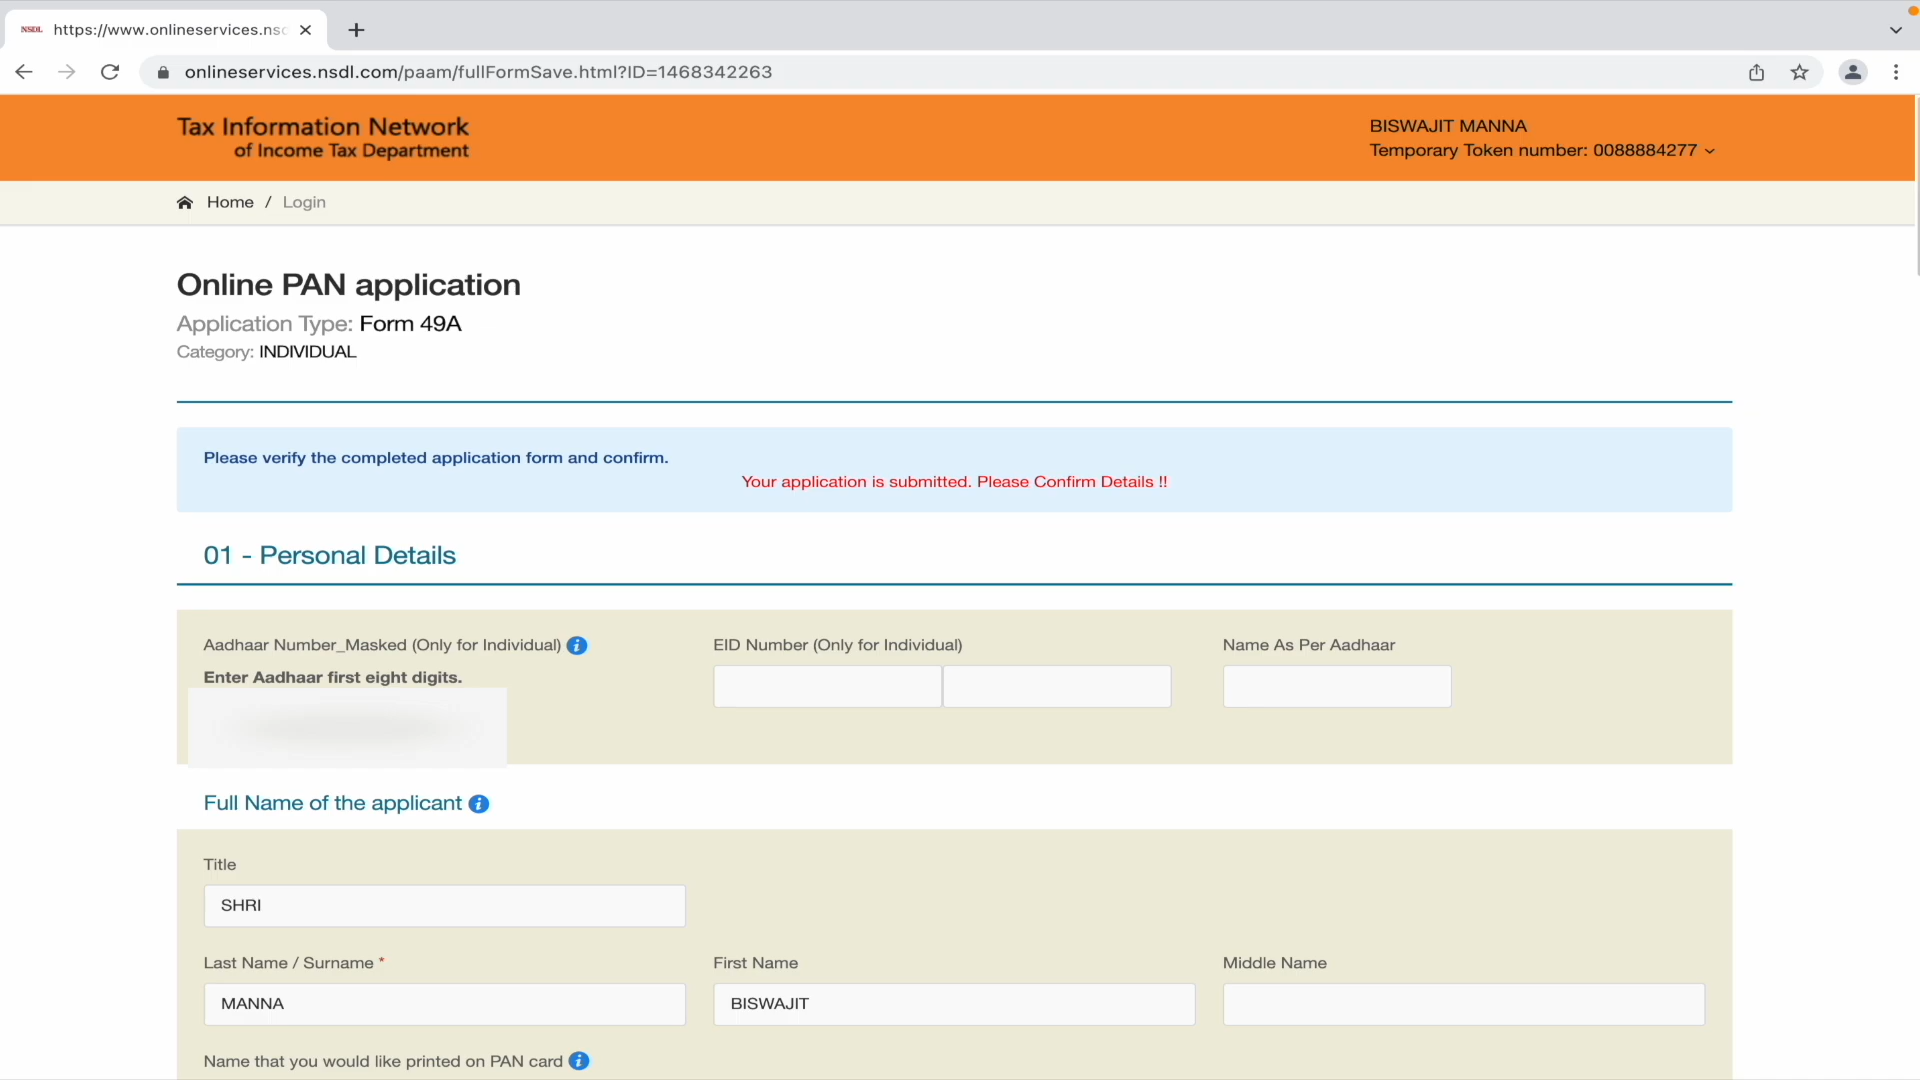 NSDL https://www.onlineservices.nsd
onlineservices.nsdl.com/paam/fullFormSave.html?ID=1468342263
Tax Information Network
of Income Tax Department
BISWAJIT MANNA
Temporary Token number: 0088884277
Home / Login
Online PAN application
Application Type: Form 49A
Category: INDIVIDUAL
Please verify the completed application form and confirm.
Your application is submitted. Please Confirm Details !!
01 - Personal Details
Aadhaar Number_Masked (Only for Individual) EID Number (Only for Individual) Name As Per Aadhaar
Enter Aadhaar first eight digits.
Full Name of the applicant
Title
SHRI
Last Name / Surname * First Name Middle Name
MANNA BISWAJIT
Name that you would like printed on PAN card